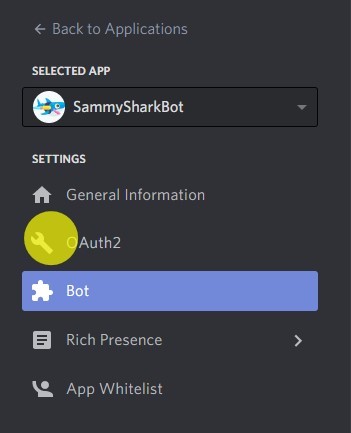 ← Back to Applications
SELECTED APP
SammySharkBot
SETTINGS
General Information
OAuth2
Bot
Rich Presence
App Whitelist